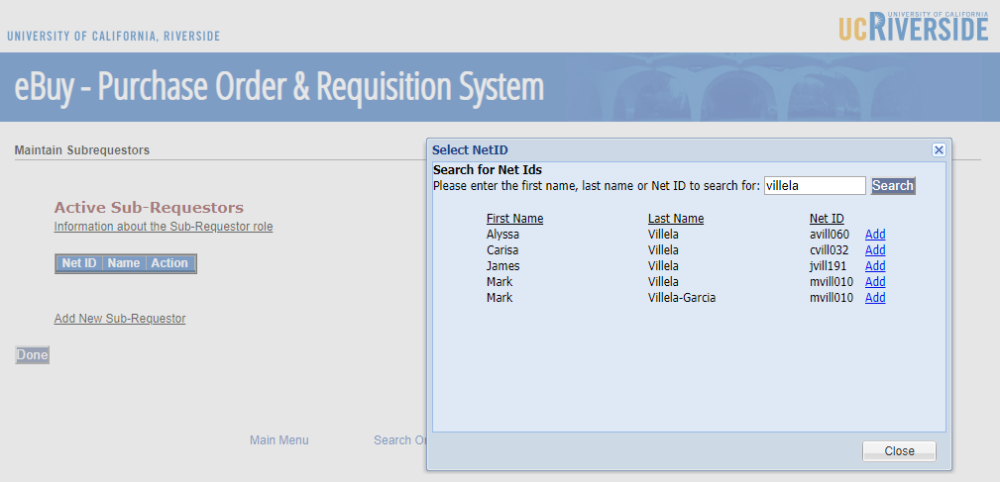 UNIVERSITY OF CALIFORNIA, RIVERSIDE
UNIVERSITY OF CALIFORNIA
UCRIVERSIDE
eBuy - Purchase Order & Requisition System
Maintain Subrequestors
Active Sub-Requestors
Information about the Sub-Requestor role
Net ID Name Action
Add New Sub-Requestor
Done
Main Menu Search Or
Select NetID
Search for Net Ids
Please enter the first name, last name or Net ID to search for: villela Search
First Name Last Name Net ID
Alyssa Villela avill060 Add
Carisa Villela cvill032 Add
James Villela jvill191 Add
Mark Villela mvill010 Add
Mark Villela-Garcia mvill010 Add
Close